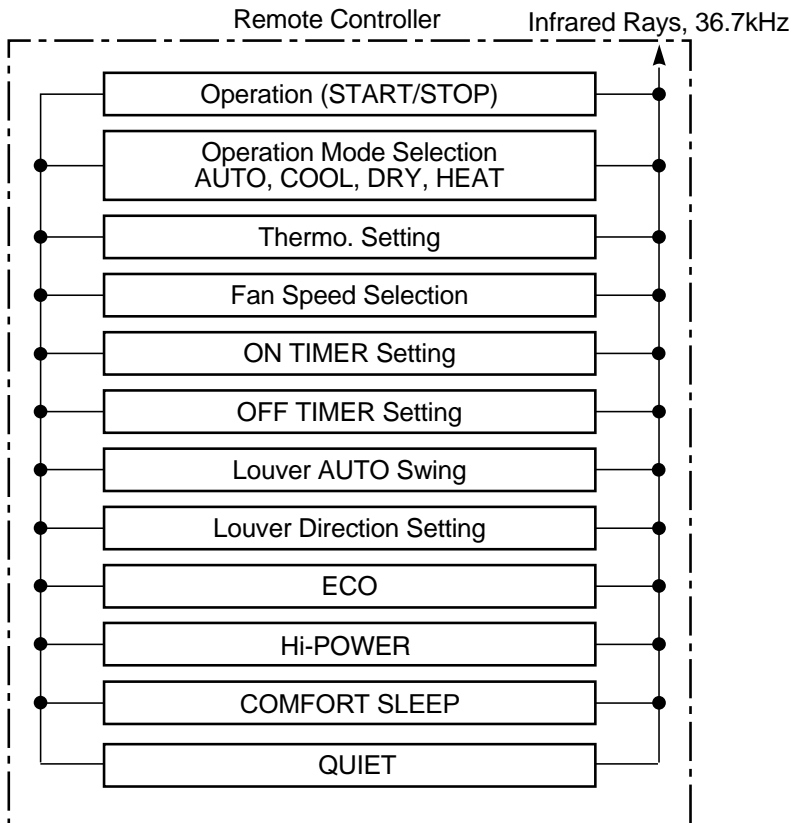 Remote Controller
Infrared Rays, 36.7kHz
Operation (START/STOP)
Operation Mode Selection
AUTO, COOL, DRY, HEAT
Thermo. Setting
Fan Speed Selection
ON TIMER Setting
OFF TIMER Setting
Louver AUTO Swing
Louver Direction Setting
ECO
Hi-POWER
COMFORT SLEEP
QUIET